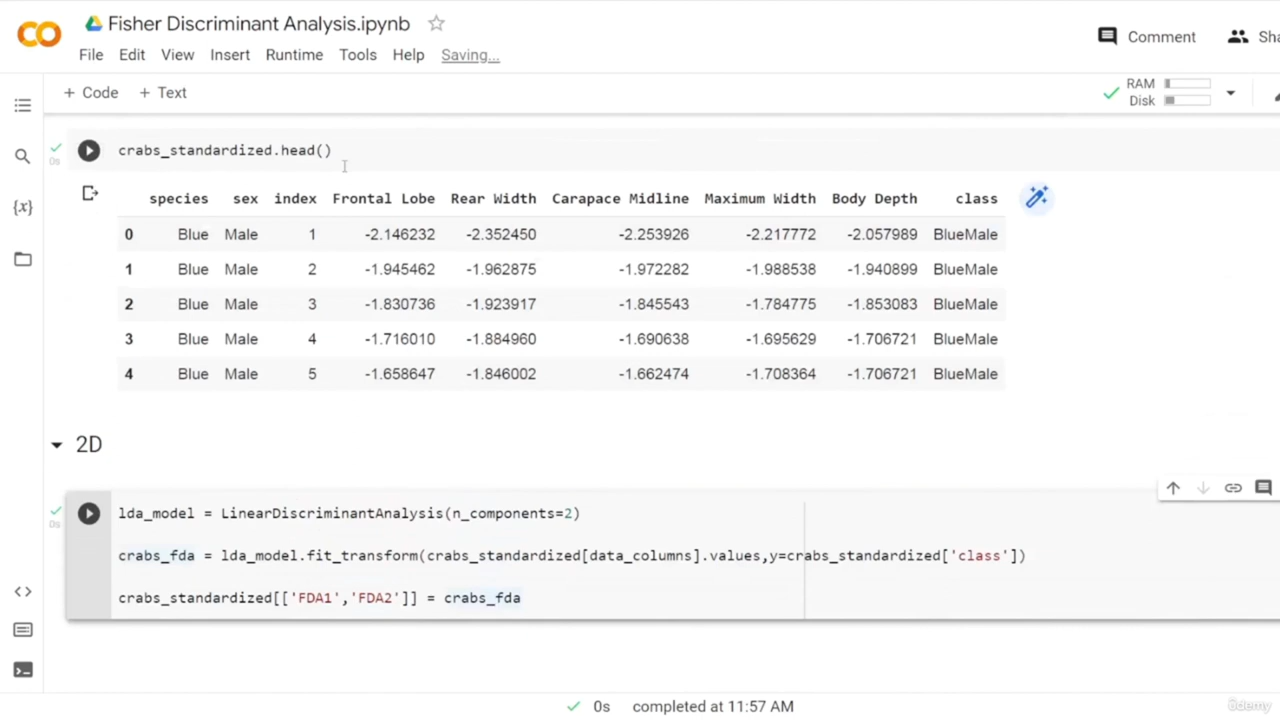 Fisher Discriminant Analysis.ipynb
File Edit View Insert Runtime Tools Help Saving...
Comment
Sha
+ Code + Text
RAM
Disk
crabs_standardized.head()
0s
species sex index Frontal Lobe Rear Width Carapace Midline Maximum Width Body Depth class
0 Blue Male 1 -2.146232 -2.352450 -2.253926 -2.217772 -2.057989 BlueMale
1 Blue Male 2 -1.945462 -1.962875 -1.972282 -1.988538 -1.940899 BlueMale
2 Blue Male 3 -1.830736 -1.923917 -1.845543 -1.784775 -1.853083 BlueMale
3 Blue Male 4 -1.716010 -1.884960 -1.690638 -1.695629 -1.706721 BlueMale
4 Blue Male 5 -1.658647 -1.846002 -1.662474 -1.708364 -1.706721 BlueMale
2D
lda_model = LinearDiscriminantAnalysis(n_components=2)
0s
crabs_fda = lda_model.fit_transform(crabs_standardized[data_columns].values,y=crabs_standardized['class'])
crabs_standardized[['FDA1','FDA2']] = crabs_fda
0s completed at 11:57 AM
ûdemy